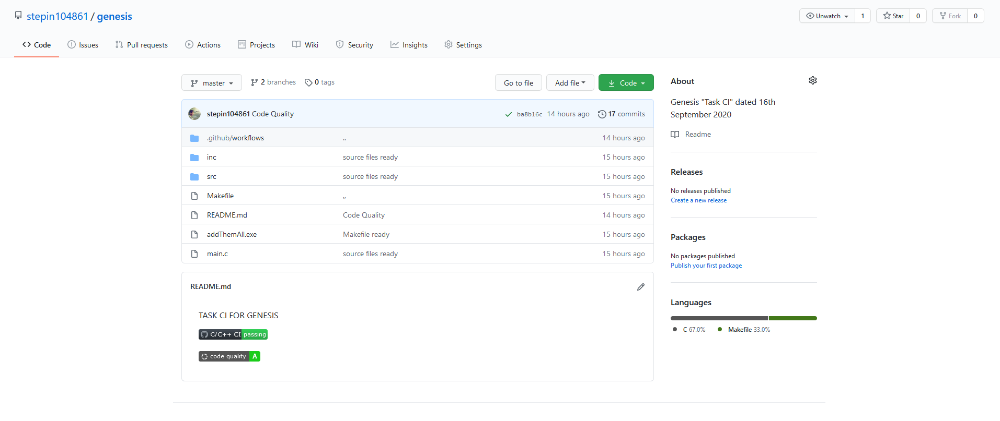 stepin104861 / genesis
Unwatch 1
Star 0
Fork 0
Code Issues Pull requests Actions Projects Wiki Security Insights Settings
master 2 branches 0 tags Go to file Add file Code
stepin104861 Code Quality ba8b16c 14 hours ago 17 commits
.github/workflows .. 14 hours ago
inc source files ready 15 hours ago
src source files ready 15 hours ago
Makefile ,, 15 hours ago
README.md Code Quality 14 hours ago
addThemAll.exe Makefile ready 15 hours ago
main.c source files ready 15 hours ago
README.md
TASK CI FOR GENESIS
C/C++ CI passing
code quality A
About
Genesis "Task CI" dated 16th
September 2020
Readme
Releases
No releases published
Create a new release
Packages
No packages published
Publish your first package
Languages
C 67.0% Makefile 33.0%